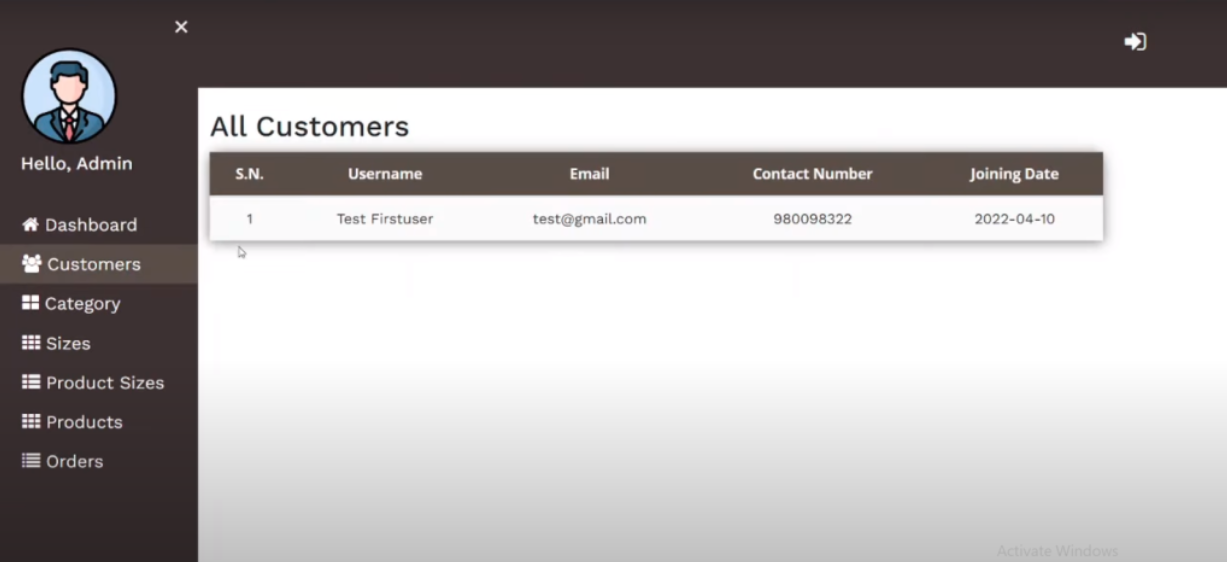 Hello, Admin
Dashboard
Customers
Category
Sizes
Product Sizes
Products
Orders
All Customers
S.N. Username Email Contact Number Joining Date
1 Test Firstuser test@gmail.com 980098322 2022-04-10
Activate Windows